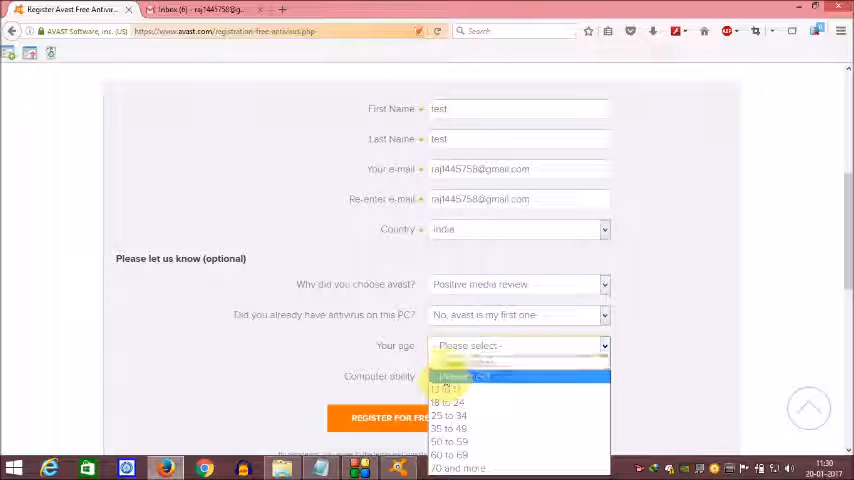 Register Avast Free Antivir...
Inbox (6) - raj1445758@g...
AVAST Software, Inc. (US)
https://www.avast.com/registration-free-antivirus.php
Search
First Name
test
Last Name
test
Your e-mail
raj1445758@gmail.com
Re-enter e-mail
raj1445758@gmail.com
Country
India
Please let us know (optional)
Why did you choose avast?
Positive media review
Did you already have antivirus on this PC?
No, avast is my first one
Your age
- Please select -
Computer ability
18 to 24
25 to 34
35 to 49
50 to 59
60 to 69
70 and more
REGISTER FOR FRE
11:30
20-01-2017